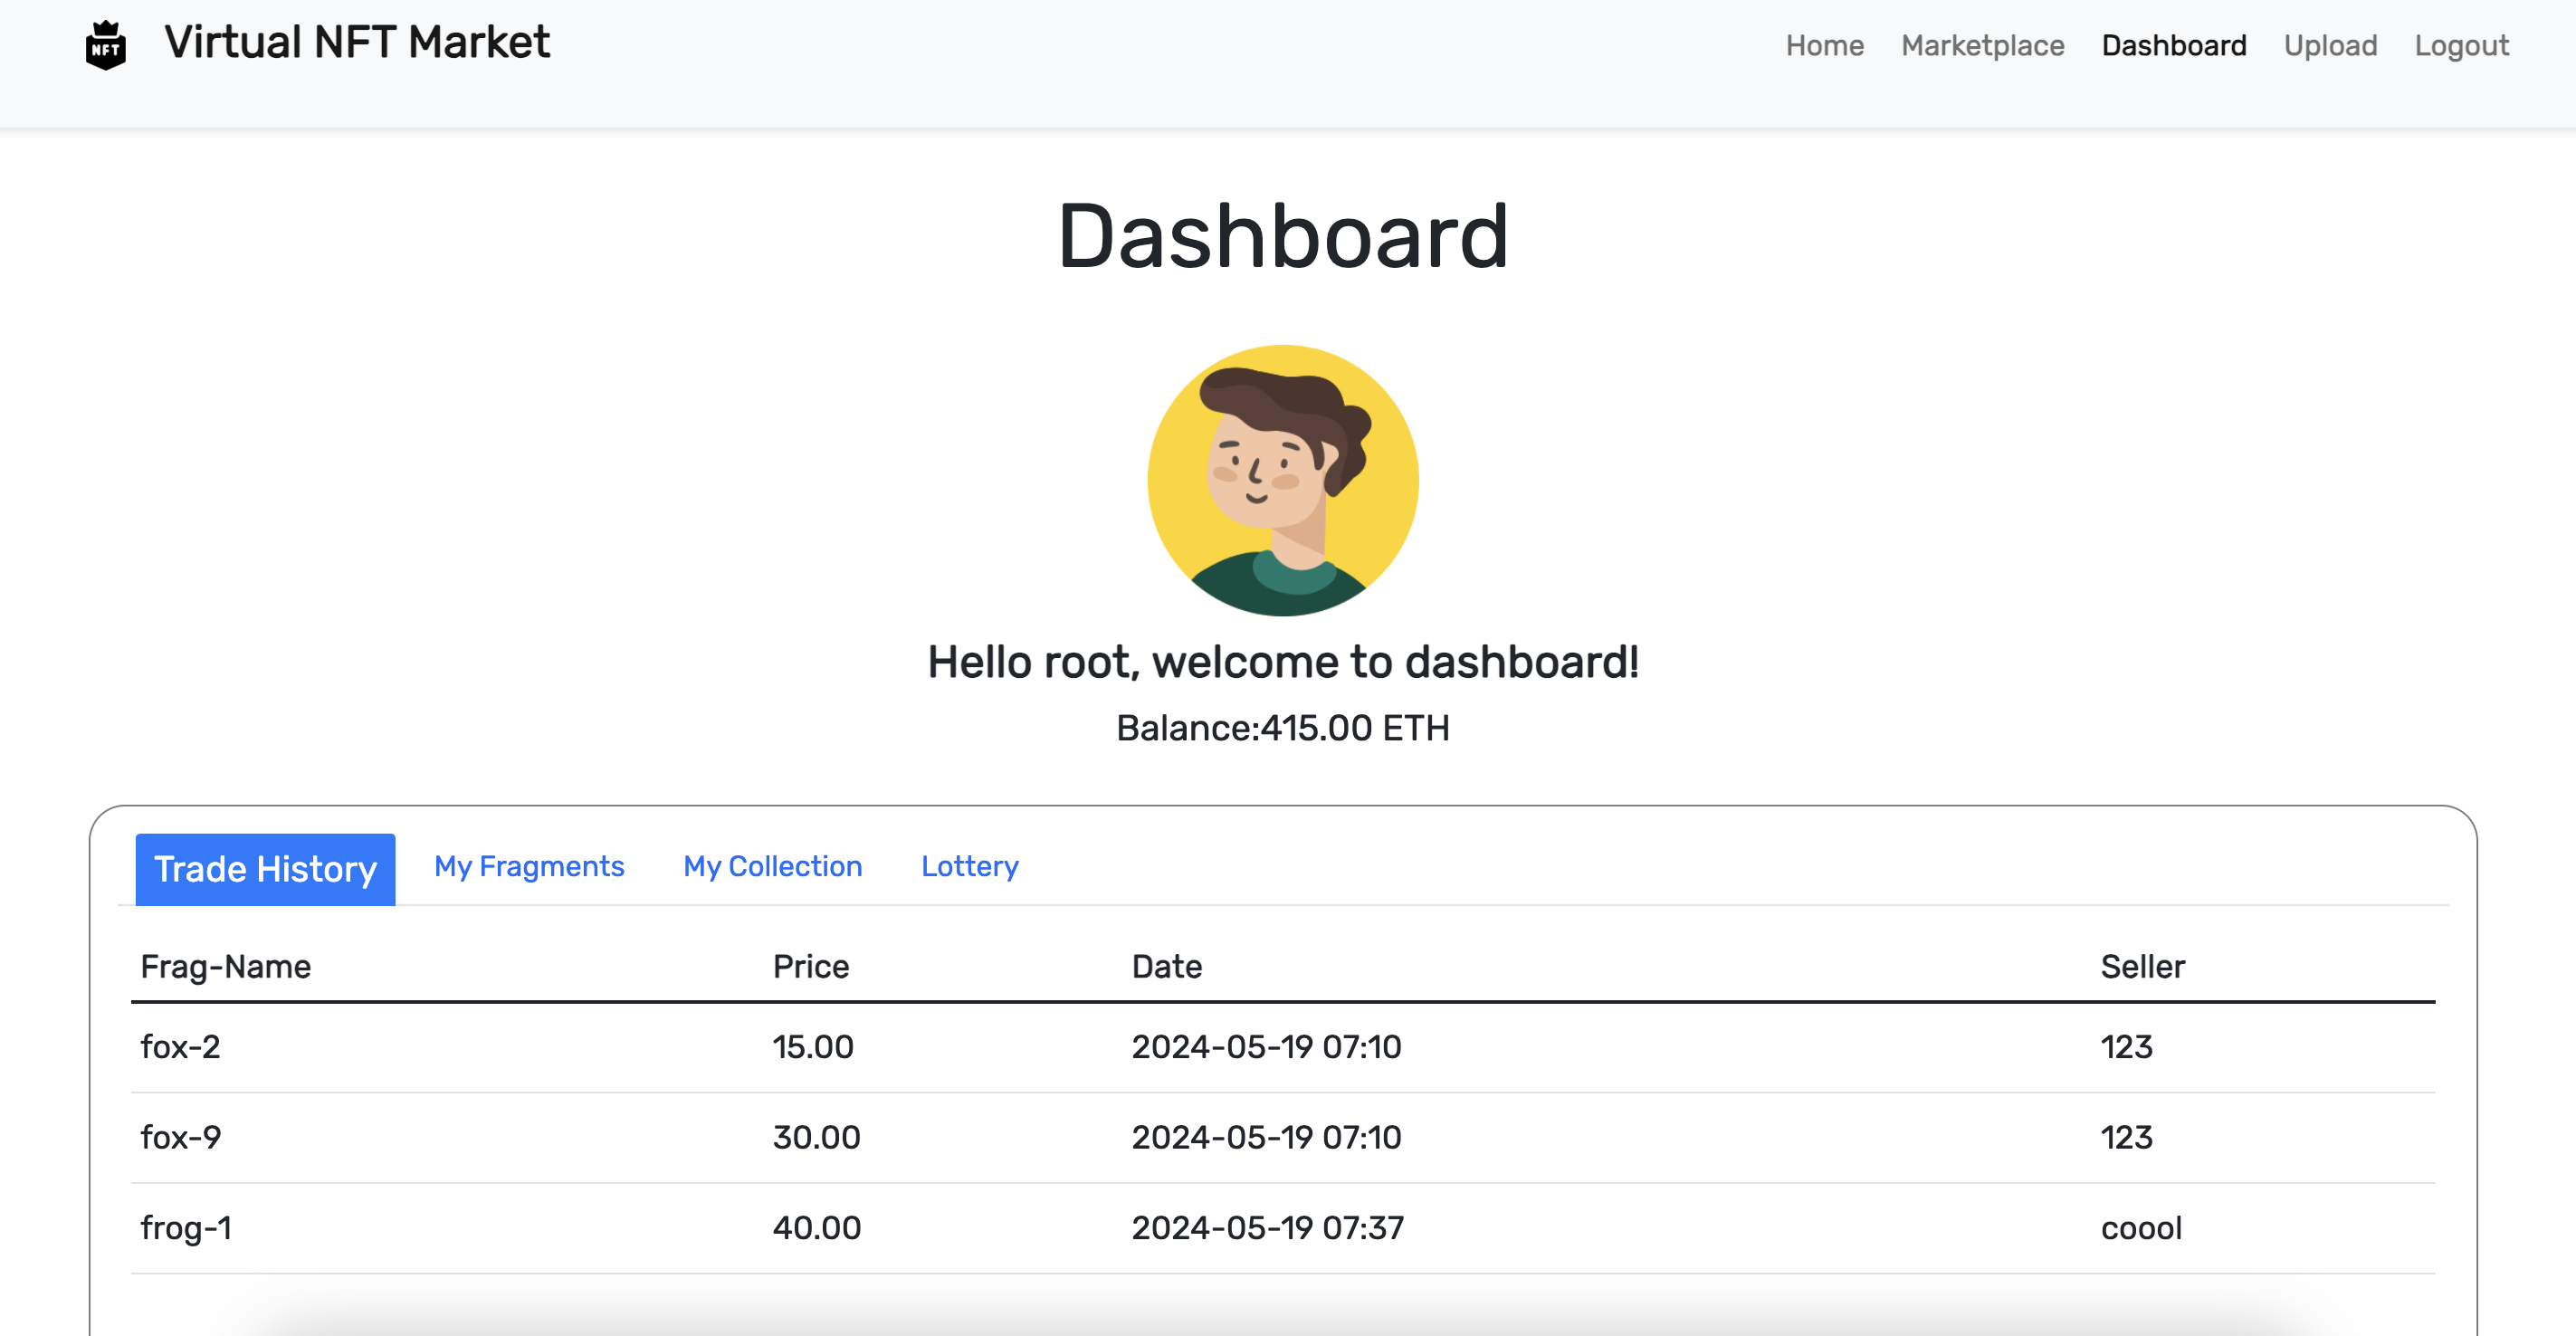 NFT
Virtual NFT Market
Home Marketplace Dashboard Upload Logout
Dashboard
Hello root, welcome to dashboard!
Balance:415.00 ETH
Trade History My Fragments My Collection Lottery
Frag-Name Price Date Seller
fox-2 15.00 2024-05-19 07:10 123
fox-9 30.00 2024-05-19 07:10 123
frog-1 40.00 2024-05-19 07:37 coool